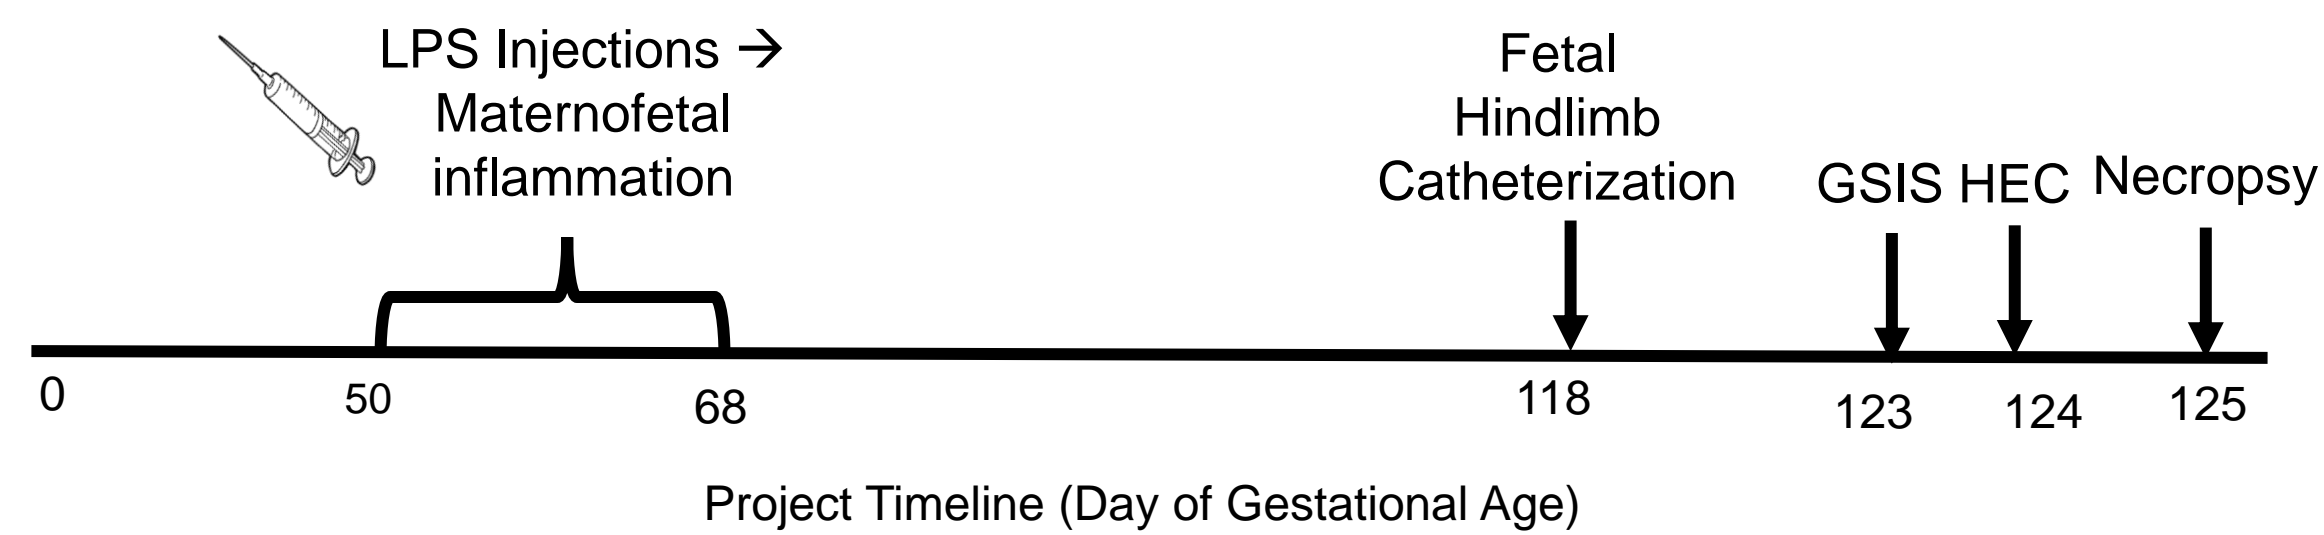 LPS Injections →
Maternofetal
inflammation
Fetal
Hindlimb
Catheterization
GSIS
HEC
Necropsy
0
50
68
118
123
124
125
Project Timeline (Day of Gestational Age)